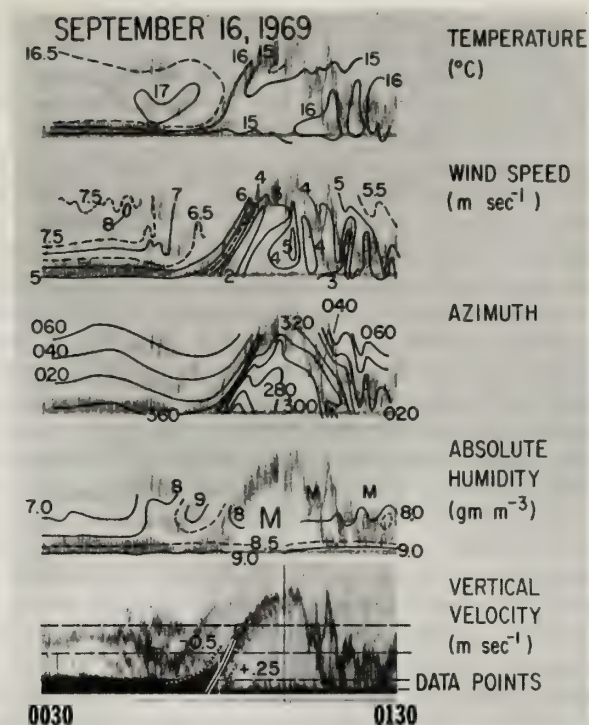 SEPTEMBER 16, 1969
TEMPERATURE
(°C)
16.5
17
16
15
15
16
15
16
WIND SPEED
(m sec⁻¹)
7.5
8
7
6.5
7.5
5
6
4
4
5
5.5
4.5
4
2
3
AZIMUTH
060
040
020
360
320
040
060
280
300
020
ABSOLUTE
HUMIDITY
(gm m⁻³)
7.0
8
9
8
M
M
M
8.0
8.5
9.0
9.0
VERTICAL
VELOCITY
(m sec⁻¹)
-0.5
+.25
DATA POINTS
0030
0130